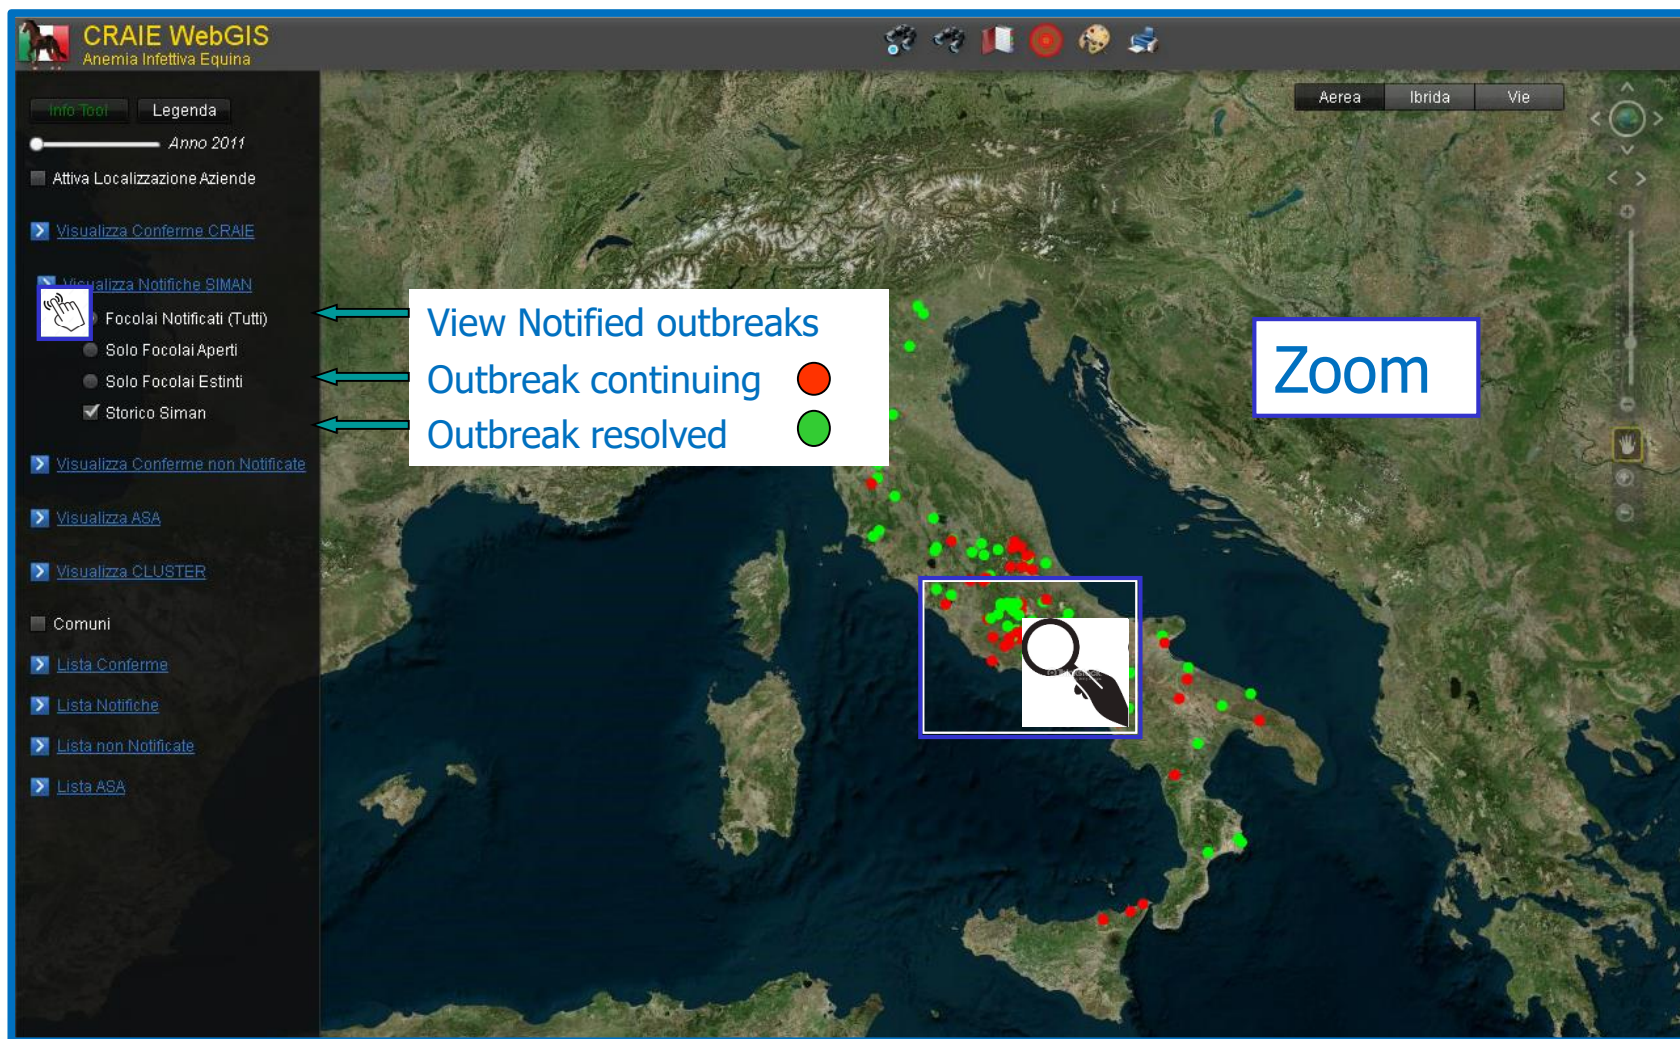 CRAIE WebGIS
Anemia Infettiva Equina
Info Tool
Legenda
Anno 2011
Attiva Localizzazione Aziende
Visualizza Conferme CRAIE
Visualizza Notifiche SIMAN
Focolai Notificati (Tutti)
Solo Focolai Aperti
Solo Focolai Estinti
Storico Siman
Visualizza Conferme non Notificate
Visualizza ASA
Visualizza CLUSTER
Comuni
Lista Conferme
Lista Notifiche
Lista non Notificate
Lista ASA
View Notified outbreaks
Outbreak continuing
Outbreak resolved
Aerea
Ibrida
Vie
Zoom